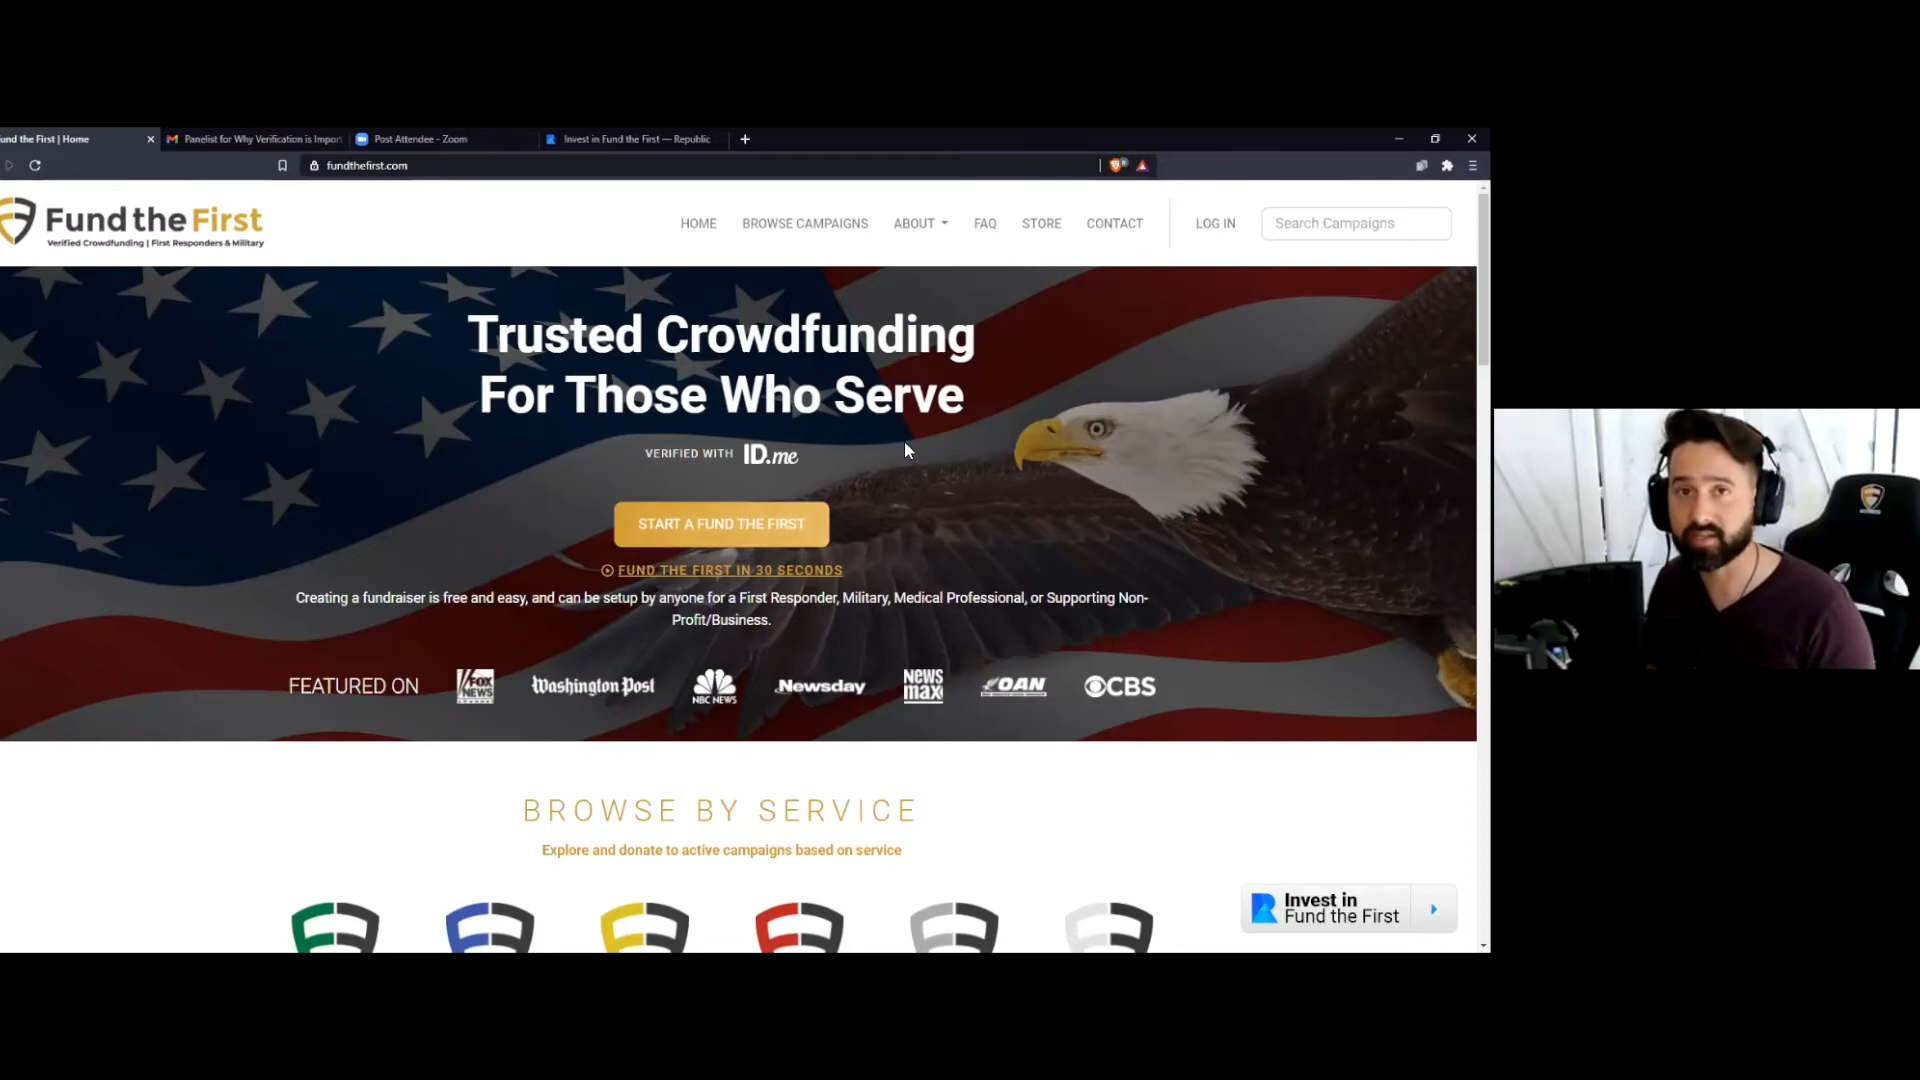 und the First | Home
Panelist for Why Verification is Impor
Post Attendee - Zoom
Invest in Fund the First — Republic
fundthefirst.com
Fund the First
Verified Crowdfunding | First Responders & Military
HOME
BROWSE CAMPAIGNS
ABOUT
FAQ
STORE
CONTACT
LOG IN
Search Campaigns
Trusted Crowdfunding
For Those Who Serve
VERIFIED WITH ID.me
START A FUND THE FIRST
FUND THE FIRST IN 30 SECONDS
Creating a fundraiser is free and easy, and can be setup by anyone for a First Responder, Military, Medical Professional, or Supporting Non-
Profit/Business.
FEATURED ON
FOX
NEWS
channel
Washington Post
NBC NEWS
Newsday
NEWS
max
OAN
CBS
BROWSE BY SERVICE
Explore and donate to active campaigns based on service
Invest in
Fund the First